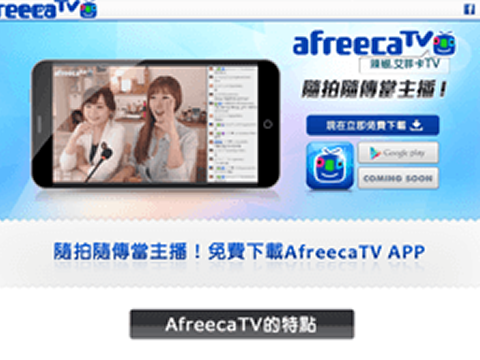 afreecaTV
afreecaTV
afreecaTV
艾菲卡TV
隨拍隨傳當主播！
現在立即免費下載
Google play
COMING SOON
隨拍隨傳當主播！免費下載AfreecaTV APP
AfreecaTV的特點